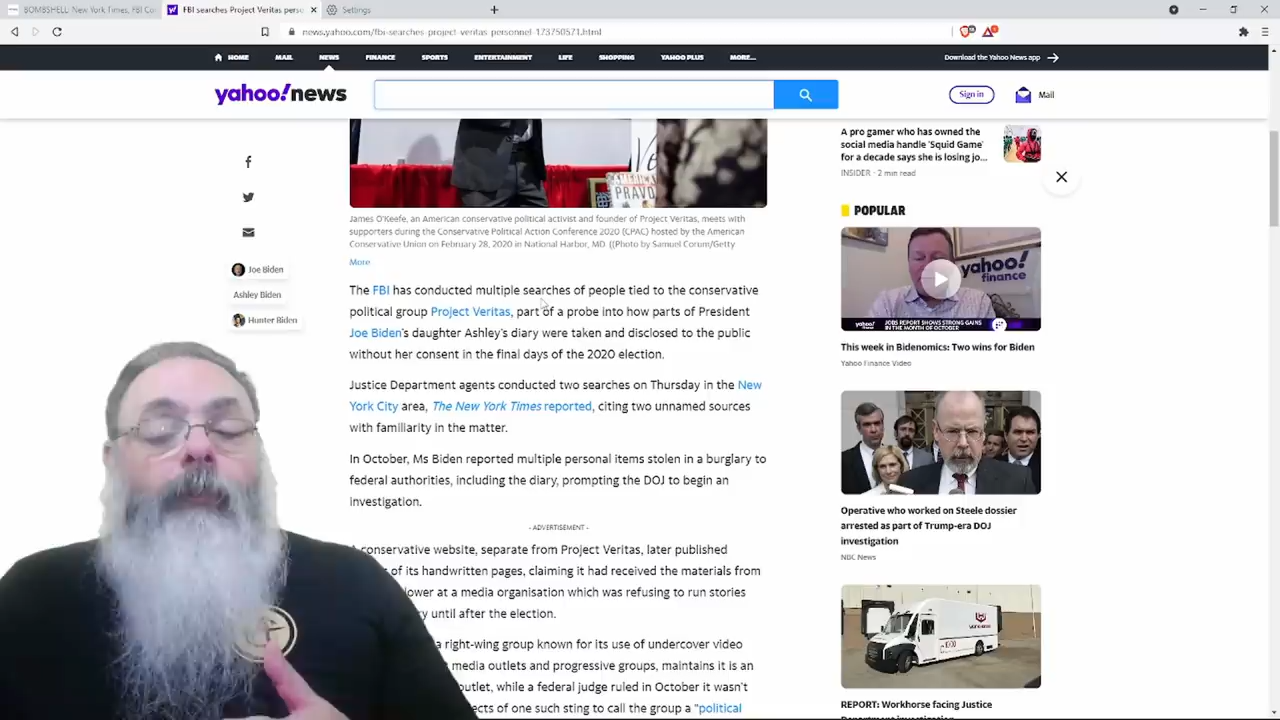 BOMBSHELL: New York Times, FBI Co
FBI searches Project Veritas perso
Settings
news.yahoo.com/fbi-searches-project-veritas-personnel-173750571.html
HOME MAIL NEWS FINANCE SPORTS ENTERTAINMENT LIFE SHOPPING YAHOO PLUS MORE...
Download the Yahoo News app
yahoo!news
Sign in
Mail
Joe Biden
Ashley Biden
Hunter Biden
James O'Keefe, an American conservative political activist and founder of Project Veritas, meets with
supporters during the Conservative Political Action Conference 2020 (CPAC) hosted by the American
Conservative Union on February 28, 2020 in National Harbor, MD. ((Photo by Samuel Corum/Getty
More
The FBI has conducted multiple searches of people tied to the conservative
political group Project Veritas, part of a probe into how parts of President
Joe Biden's daughter Ashley's diary were taken and disclosed to the public
without her consent in the final days of the 2020 election.
Justice Department agents conducted two searches on Thursday in the New
York City area, The New York Times reported, citing two unnamed sources
with familiarity in the matter.
In October, Ms Biden reported multiple personal items stolen in a burglary to
federal authorities, including the diary, prompting the DOJ to begin an
investigation.
- ADVERTISEMENT -
conservative website, separate from Project Veritas, later published
of its handwritten pages, claiming it had received the materials from
lower at a media organisation which was refusing to run stories
until after the election.
a right-wing group known for its use of undercover video
media outlets and progressive groups, maintains it is an
outlet, while a federal judge ruled in October it wasn't
ects of one such sting to call the group a "political
A pro gamer who has owned the
social media handle 'Squid Game'
for a decade says she is losing jo...
INSIDER · 2 min read
POPULAR
yahoo!
finance
JOBS REPORT SHOWS STRONG GAINS
IN THE MONTH OF OCTOBER
This week in Bidenomics: Two wins for Biden
Yahoo Finance Video
Operative who worked on Steele dossier
arrested as part of Trump-era DOJ
investigation
NBC News
REPORT: Workhorse facing Justice
Department investigation